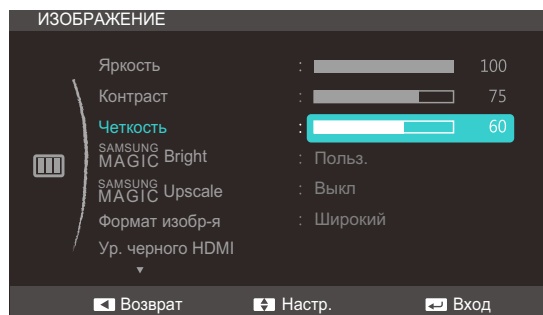 ИЗОБРАЖЕНИЕ
Яркость : 100
Контраст : 75
Четкость : 60
SAMSUNG MAGIC Bright : Польз.
SAMSUNG MAGIC Upscale : Выкл
Формат изобр-я : Широкий
Ур. черного HDMI
Возврат Настр. Вход